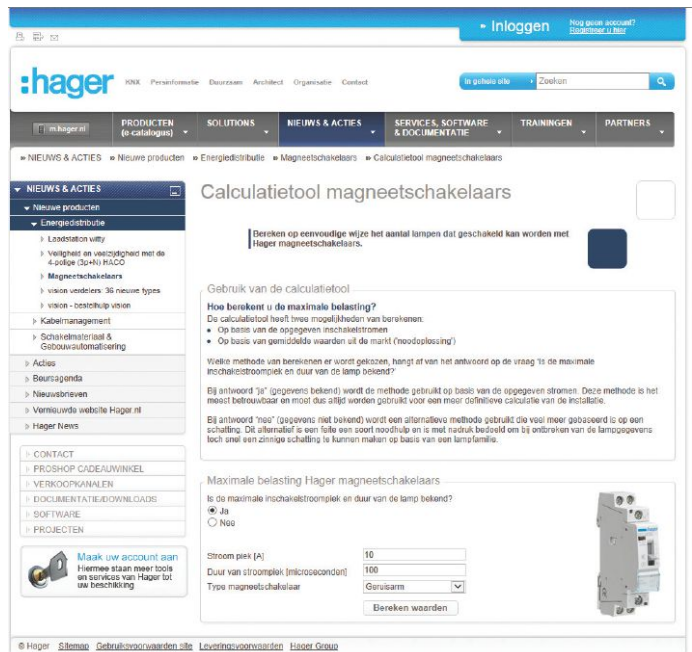 » Inloggen
Nog geen account?
Registreer u hier
:hager
KNX Persinformatie Duurzaam Architect Organisatie Contact
In gehele site
Zoeken
m.hager.nl
PRODUCTEN
(e-catalogus)
SOLUTIONS
NIEUWS & ACTIES
SERVICES, SOFTWARE
& DOCUMENTATIE
TRAININGEN
PARTNERS
» NIEUWS & ACTIES » Nieuwe producten » Energiedistributie » Magneetschakelaars » Calculatietool magneetschakelaars
NIEUWS & ACTIES
Nieuwe producten
Energiedistributie
Laadstation witty
Veiligheid en veelzijdigheid met de
4-polige (3p+N) HACO
Magneetschakelaars
vision verdelers: 36 nieuwe types
vision - bestelhulp vision
Kabelmanagement
Schakelmateriaal &
Gebouwautomatisering
Acties
Beursagenda
Nieuwsbrieven
Vernieuwde website Hager.nl
Hager News
CONTACT
PROSHOP CADEAUWINKEL
VERKOOPKANALEN
DOCUMENTATIE/DOWNLOADS
SOFTWARE
PROJECTEN
Maak uw account aan
Hiermee staan meer tools
en services van Hager tot
uw beschikking
Calculatietool magneetschakelaars
Bereken op eenvoudige wijze het aantal lampen dat geschakeld kan worden met
Hager magneetschakelaars.
Gebruik van de calculatietool
Hoe berekent u de maximale belasting?
De calculatietool heeft twee mogelijkheden van berekenen:
• Op basis van de opgegeven inschakelstromen
• Op basis van gemiddelde waarden uit de markt ('noodoplossing')
Welke methode van berekenen er wordt gekozen, hangt af van het antwoord op de vraag 'Is de maximale
inschakelstroompiek en duur van de lamp bekend?'
Bij antwoord "ja" (gegevens bekend) wordt de methode gebruikt op basis van de opgegeven stromen. Deze methode is het
meest betrouwbaar en moet dus altijd worden gebruikt voor een meer definitieve calculatie van de installatie.
Bij antwoord "nee" (gegevens niet bekend) wordt een alternatieve methode gebruikt die veel meer gebaseerd is op een
schatting. Dit alternatief is een feite een soort noodhulp en is met nadruk bedoeld om bij ontbreken van de lampgegevens
toch snel een zinnige schatting te kunnen maken op basis van een lampfamilie.
Maximale belasting Hager magneetschakelaars
Is de maximale inschakelstroompiek en duur van de lamp bekend?
Ja
Nee
Stroom piek [A] 10
Duur van stroompiek [microseconden] 100
Type magneetschakelaar Geruisarm
Bereken waarden
© Hager Sitemap Gebruiksvoorwaarden site Leveringsvoorwaarden Hager Group